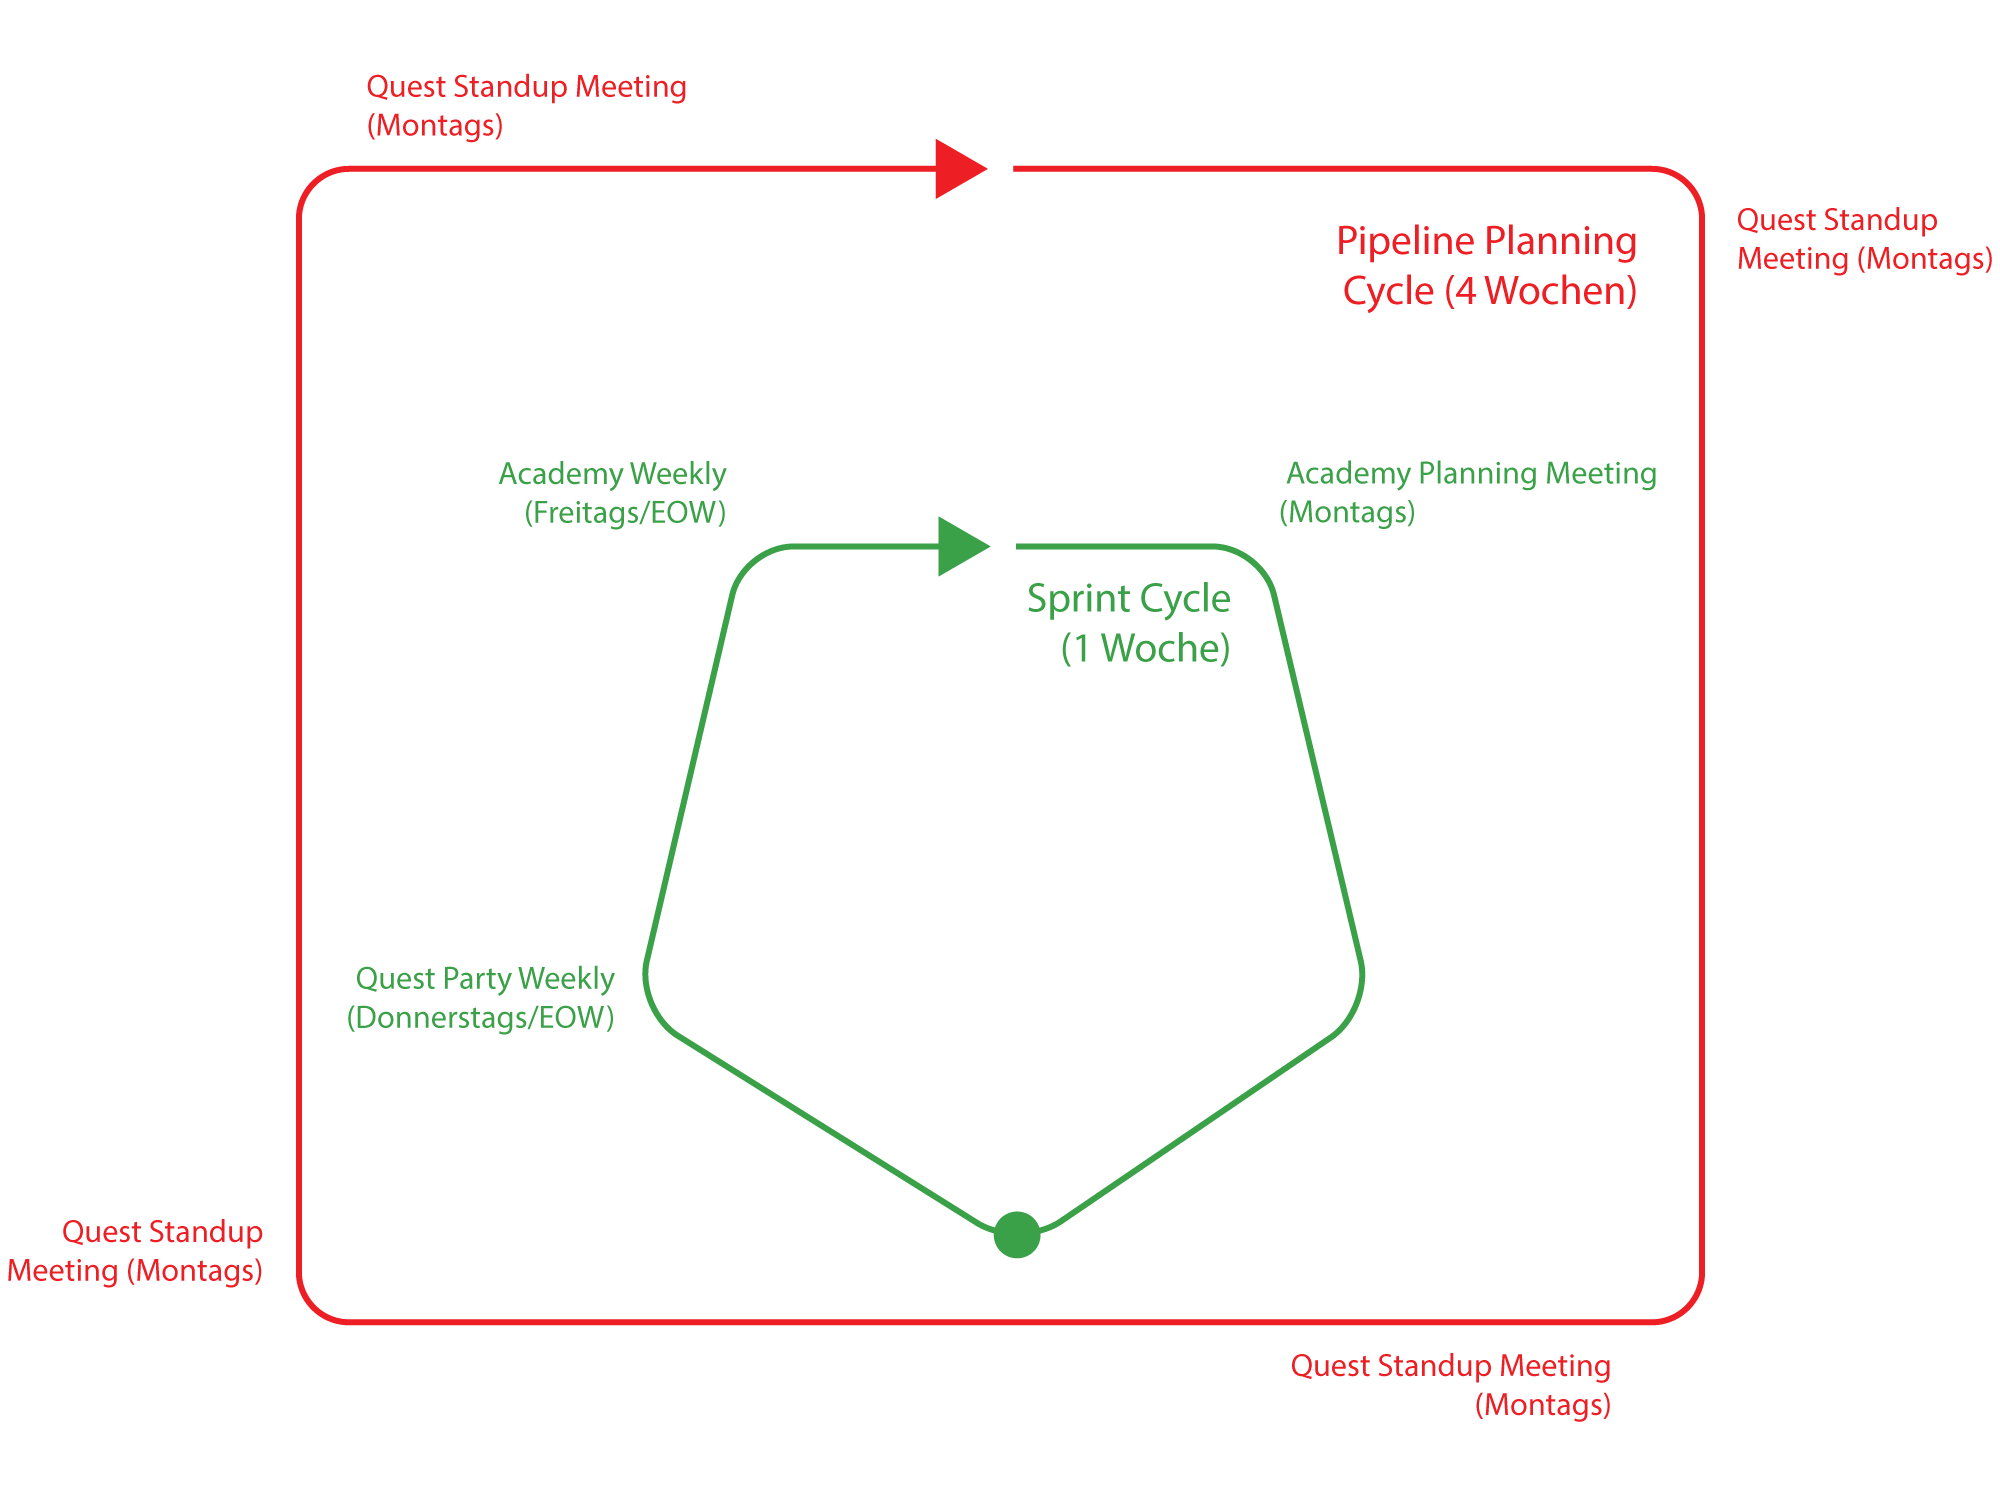 Quest Standup Meeting
(Montags)
Quest Standup
Meeting (Montags)
Pipeline Planning
Cycle (4 Wochen)
Academy Weekly
(Freitags/EOW)
Academy Planning Meeting
(Montags)
Sprint Cycle
(1 Woche)
Quest Party Weekly
(Donnerstags/EOW)
Quest Standup
Meeting (Montags)
Quest Standup Meeting
(Montags)